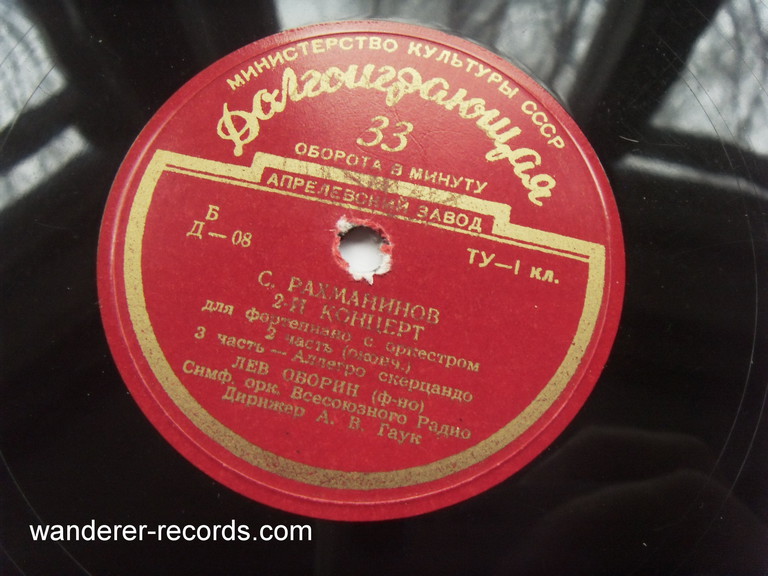 МИНИСТЕРСТВО КУЛЬТУРЫ СССР
Долгоиграющая
33
ОБОРОТА В МИНУТУ
АПРЕЛЕВСКИЙ ЗАВОД
Б
Д—08
ТУ—1 кл.
С. РАХМАНИНОВ
2-Й КОНЦЕРТ
для фортепиано с оркестром
2 часть (оконч.)
3 часть — Аллегро скерцандо
ЛЕВ ОБОРИН (ф-но)
Симф. орк. Всесоюзного Радио
Дирижер А. В. Гаук
wanderer-records.com